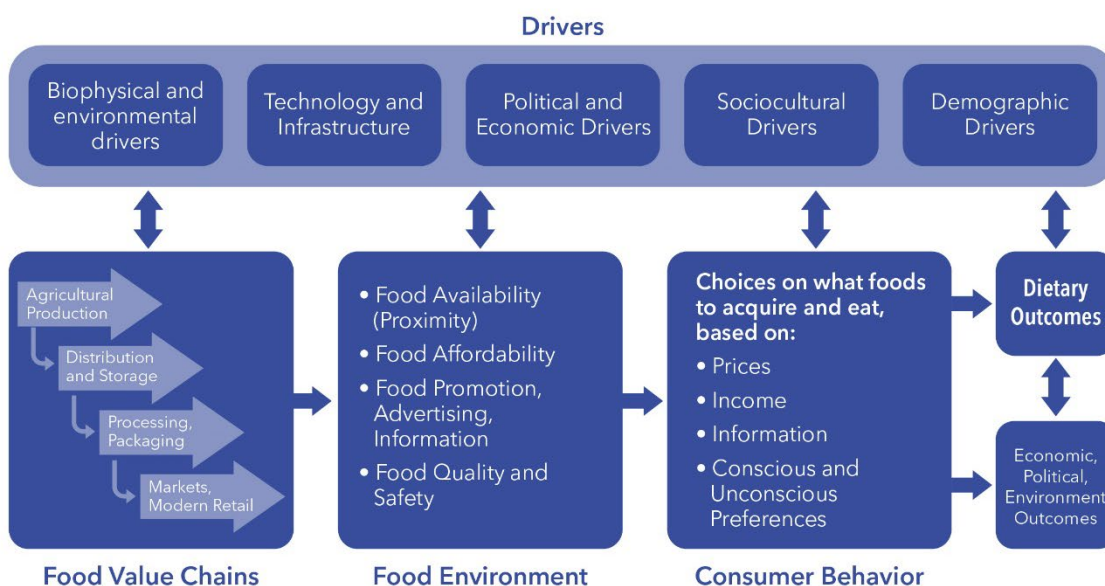 Drivers
Biophysical and
environmental
drivers
Technology and
Infrastructure
Political and
Economic Drivers
Sociocultural
Drivers
Demographic
Drivers
Agricultural
Production
Distribution
and Storage
Processing,
Packaging
Markets,
Modern Retail
Food Value Chains
• Food Availability
(Proximity)
• Food Affordability
• Food Promotion,
Advertising,
Information
• Food Quality and
Safety
Food Environment
Choices on what foods
to acquire and eat,
based on:
• Prices
• Income
• Information
• Conscious and
Unconscious
Preferences
Consumer Behavior
Dietary
Outcomes
Economic,
Political,
Environment
Outcomes